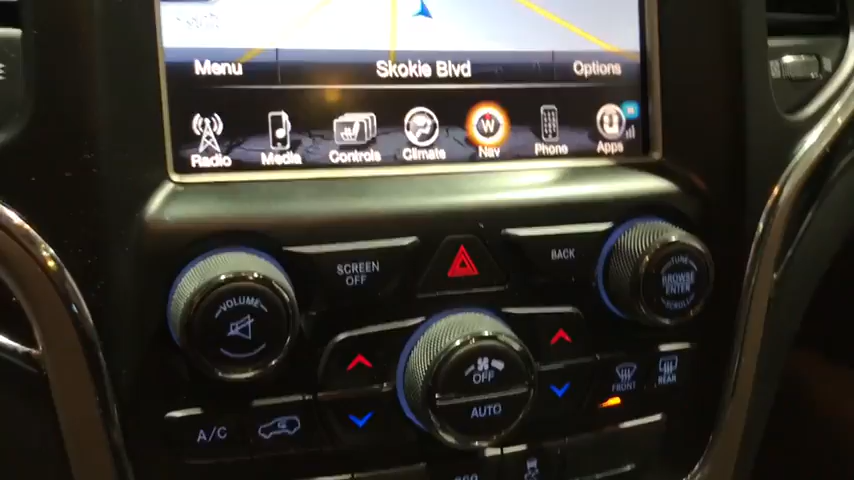 Menu Skokie Blvd Options
W
Radio Media Controls Climate Nav Phone Apps
SCREEN OFF
BACK
VOLUME
TUNE
BROWSE
ENTER
SCROLL
OFF
AUTO
FRONT REAR
A/C